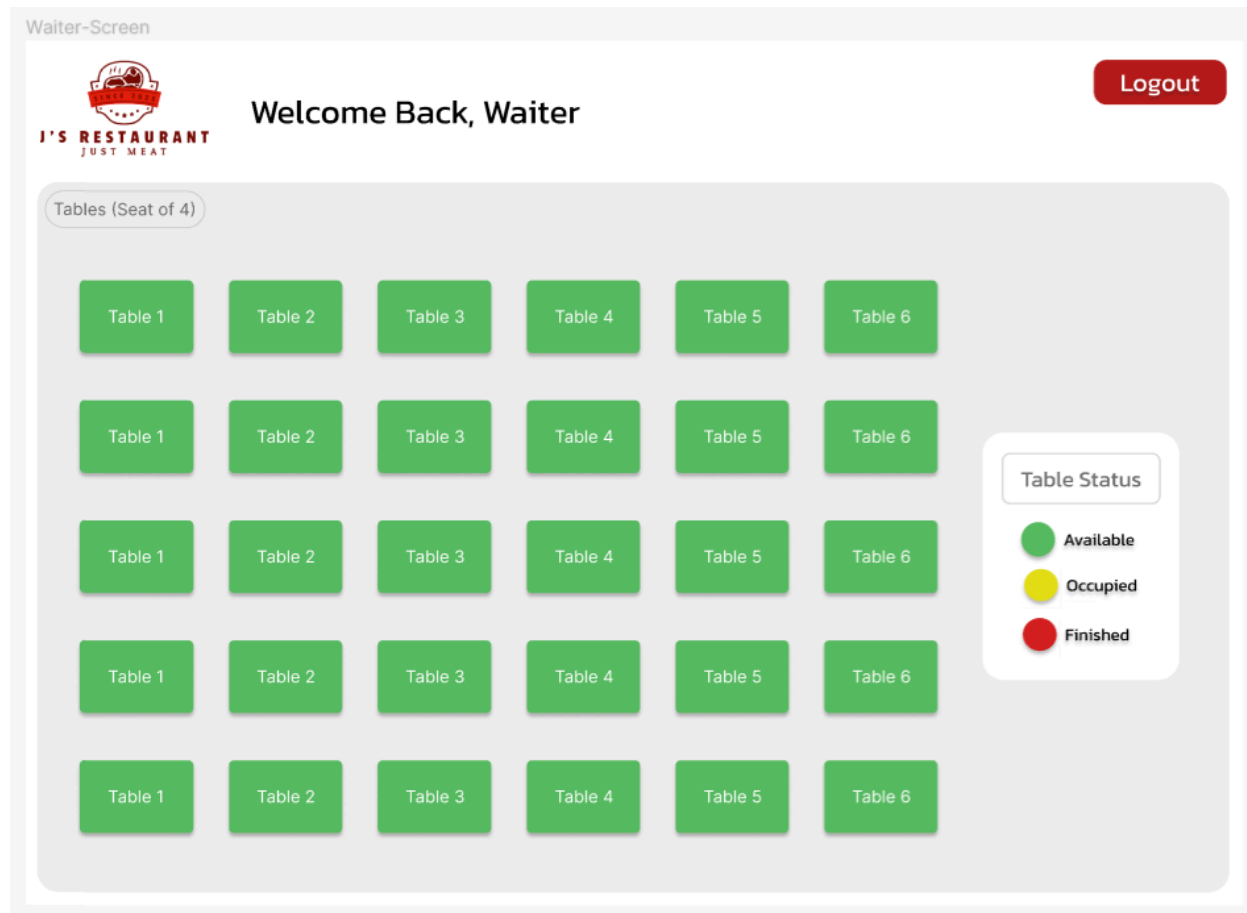 Waiter-Screen
Logout
Welcome Back, Waiter
J'S RESTAURANT
JUST MEAT
Tables (Seat of 4)
Table 1 Table 2 Table 3 Table 4 Table 5 Table 6
Table 1 Table 2 Table 3 Table 4 Table 5 Table 6
Table Status
Table 1 Table 2 Table 3 Table 4 Table 5 Table 6
Available
Occupied
Finished
Table 1 Table 2 Table 3 Table 4 Table 5 Table 6
Table 1 Table 2 Table 3 Table 4 Table 5 Table 6